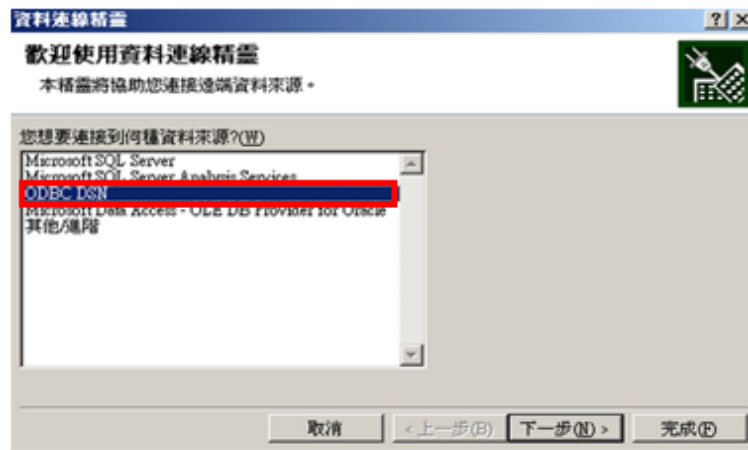 資料連線精靈
歡迎使用資料連線精靈
本精靈將協助您連接遠端資料來源。
您想要連接到何種資料來源?(W)
Microsoft SQL Server
Microsoft SQL Server Analysis Services
ODBC DSN
Microsoft Data Access - OLE DB Provider for Oracle
其他/進階
取消
<上一步(B)
下一步(N)>
完成(F)